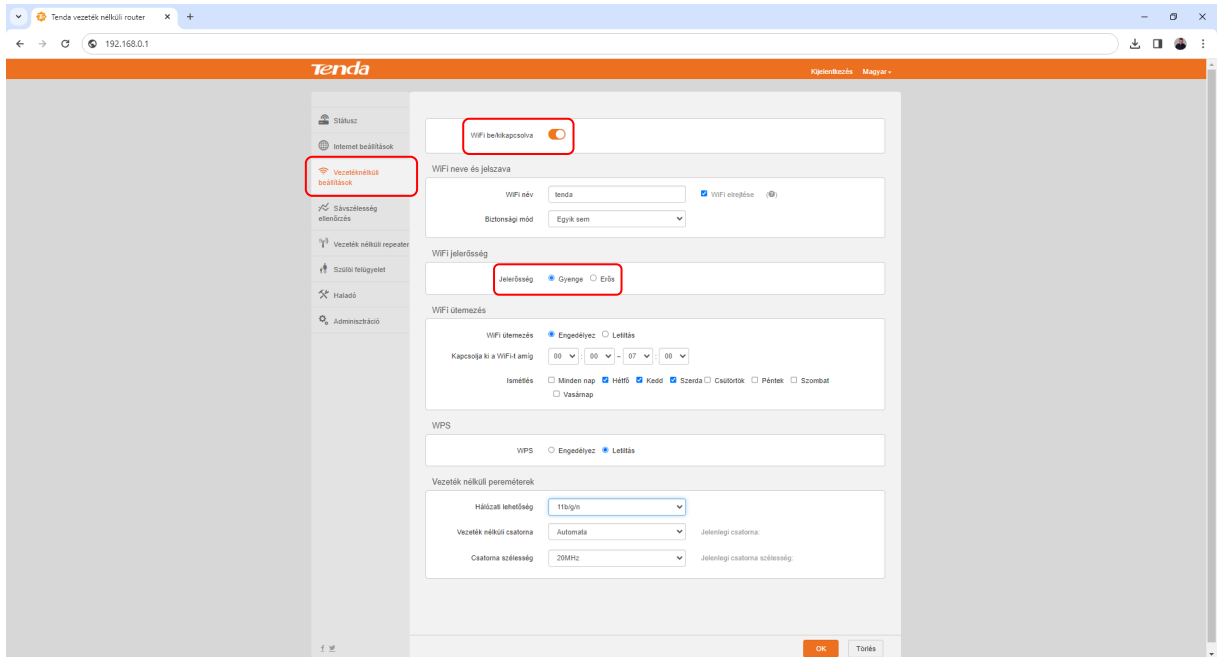 Tenda vezeték nélküli router
192.168.0.1
Tenda
Kijelentkezés Magyar
Státusz
Internet beállítások
Vezetéknélküli
beállítások
Sávszélesség
ellenőrzés
Vezeték nélküli repeater
Szülői felügyelet
Haladó
Adminisztráció
WiFi be/kikapcsolva
WiFi neve és jelszava
WiFi név tenda WiFi elrejtése (?)
Biztonsági mód Egyik sem
WiFi jelerősség
Jelerősség Gyenge Erős
WiFi ütemezés
WiFi ütemezés Engedélyez Letiltás
Kapcsolja ki a WiFi-t amíg 00 : 00 – 07 : 00
Ismétlés Minden nap Hétfő Kedd Szerda Csütörtök Péntek Szombat
Vasárnap
WPS
WPS Engedélyez Letiltás
Vezeték nélküli pereméterek
Hálózati lehetőség 11b/g/n
Vezeték nélküli csatorna Automata Jelenlegi csatorna:
Csatorna szélesség 20MHz Jelenlegi csatorna szélesség:
OK Törlés